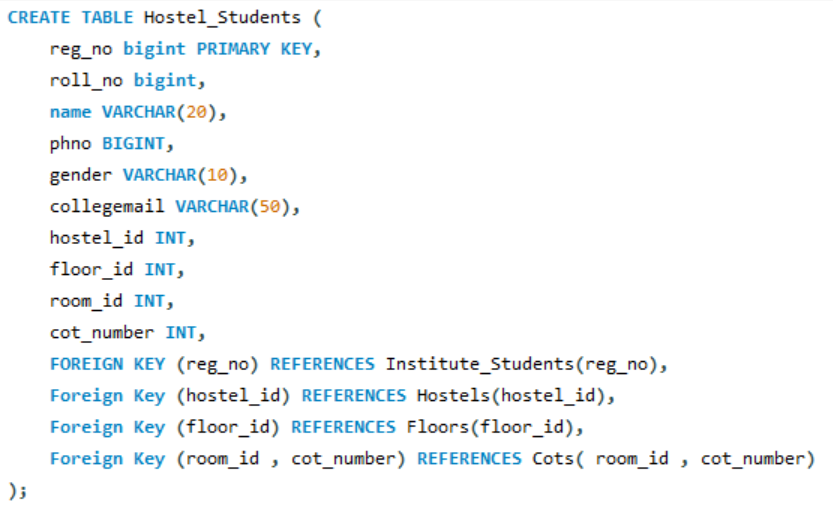 CREATE TABLE Hostel_Students (
    reg_no bigint PRIMARY KEY,
    roll_no bigint,
    name VARCHAR(20),
    phno BIGINT,
    gender VARCHAR(10),
    collegemail VARCHAR(50),
    hostel_id INT,
    floor_id INT,
    room_id INT,
    cot_number INT,
    FOREIGN KEY (reg_no) REFERENCES Institute_Students(reg_no),
    Foreign Key (hostel_id) REFERENCES Hostels(hostel_id),
    Foreign Key (floor_id) REFERENCES Floors(floor_id),
    Foreign Key (room_id , cot_number) REFERENCES Cots( room_id , cot_number)
);